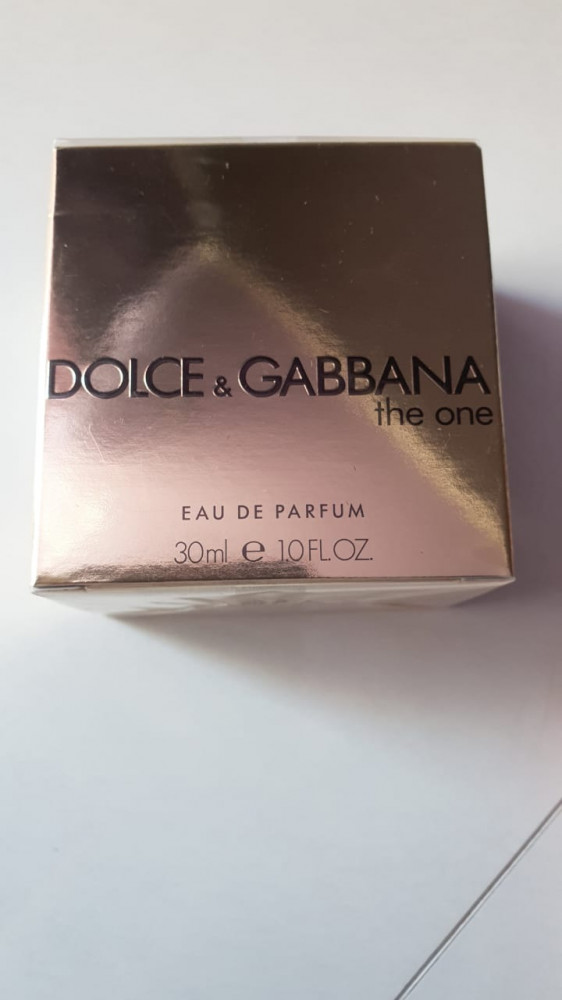 DOLCE & GABBANA
the one
EAU DE PARFUM
30ml e 1.0 FL.OZ.